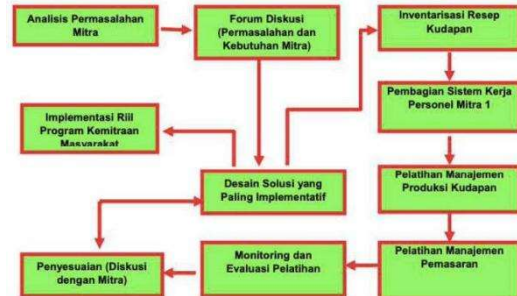 Analisis Permasalahan
Mitra
Forum Diskusi
(Permasalahan dan
Kebutuhan Mitra)
Inventarisasi Resep
Kudapan
Pembagian Sistem Kerja
Personel Mitra 1
Implementasi Riil
Program Kemitraan
Masyarakat
Desain Solusi yang
Paling Implementatif
Pelatihan Manajemen
Produksi Kudapan
Penyesuaian (Diskusi
dengan Mitra)
Monitoring dan
Evaluasi Pelatihan
Pelatihan Manajemen
Pemasaran